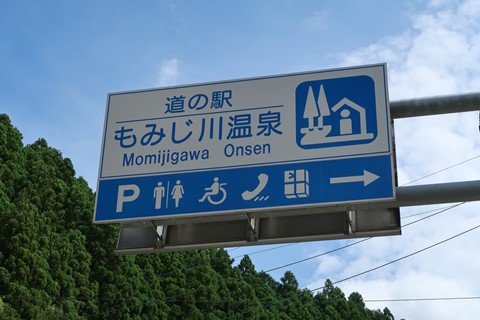 道の駅
もみじ川温泉
Momijigawa Onsen
P